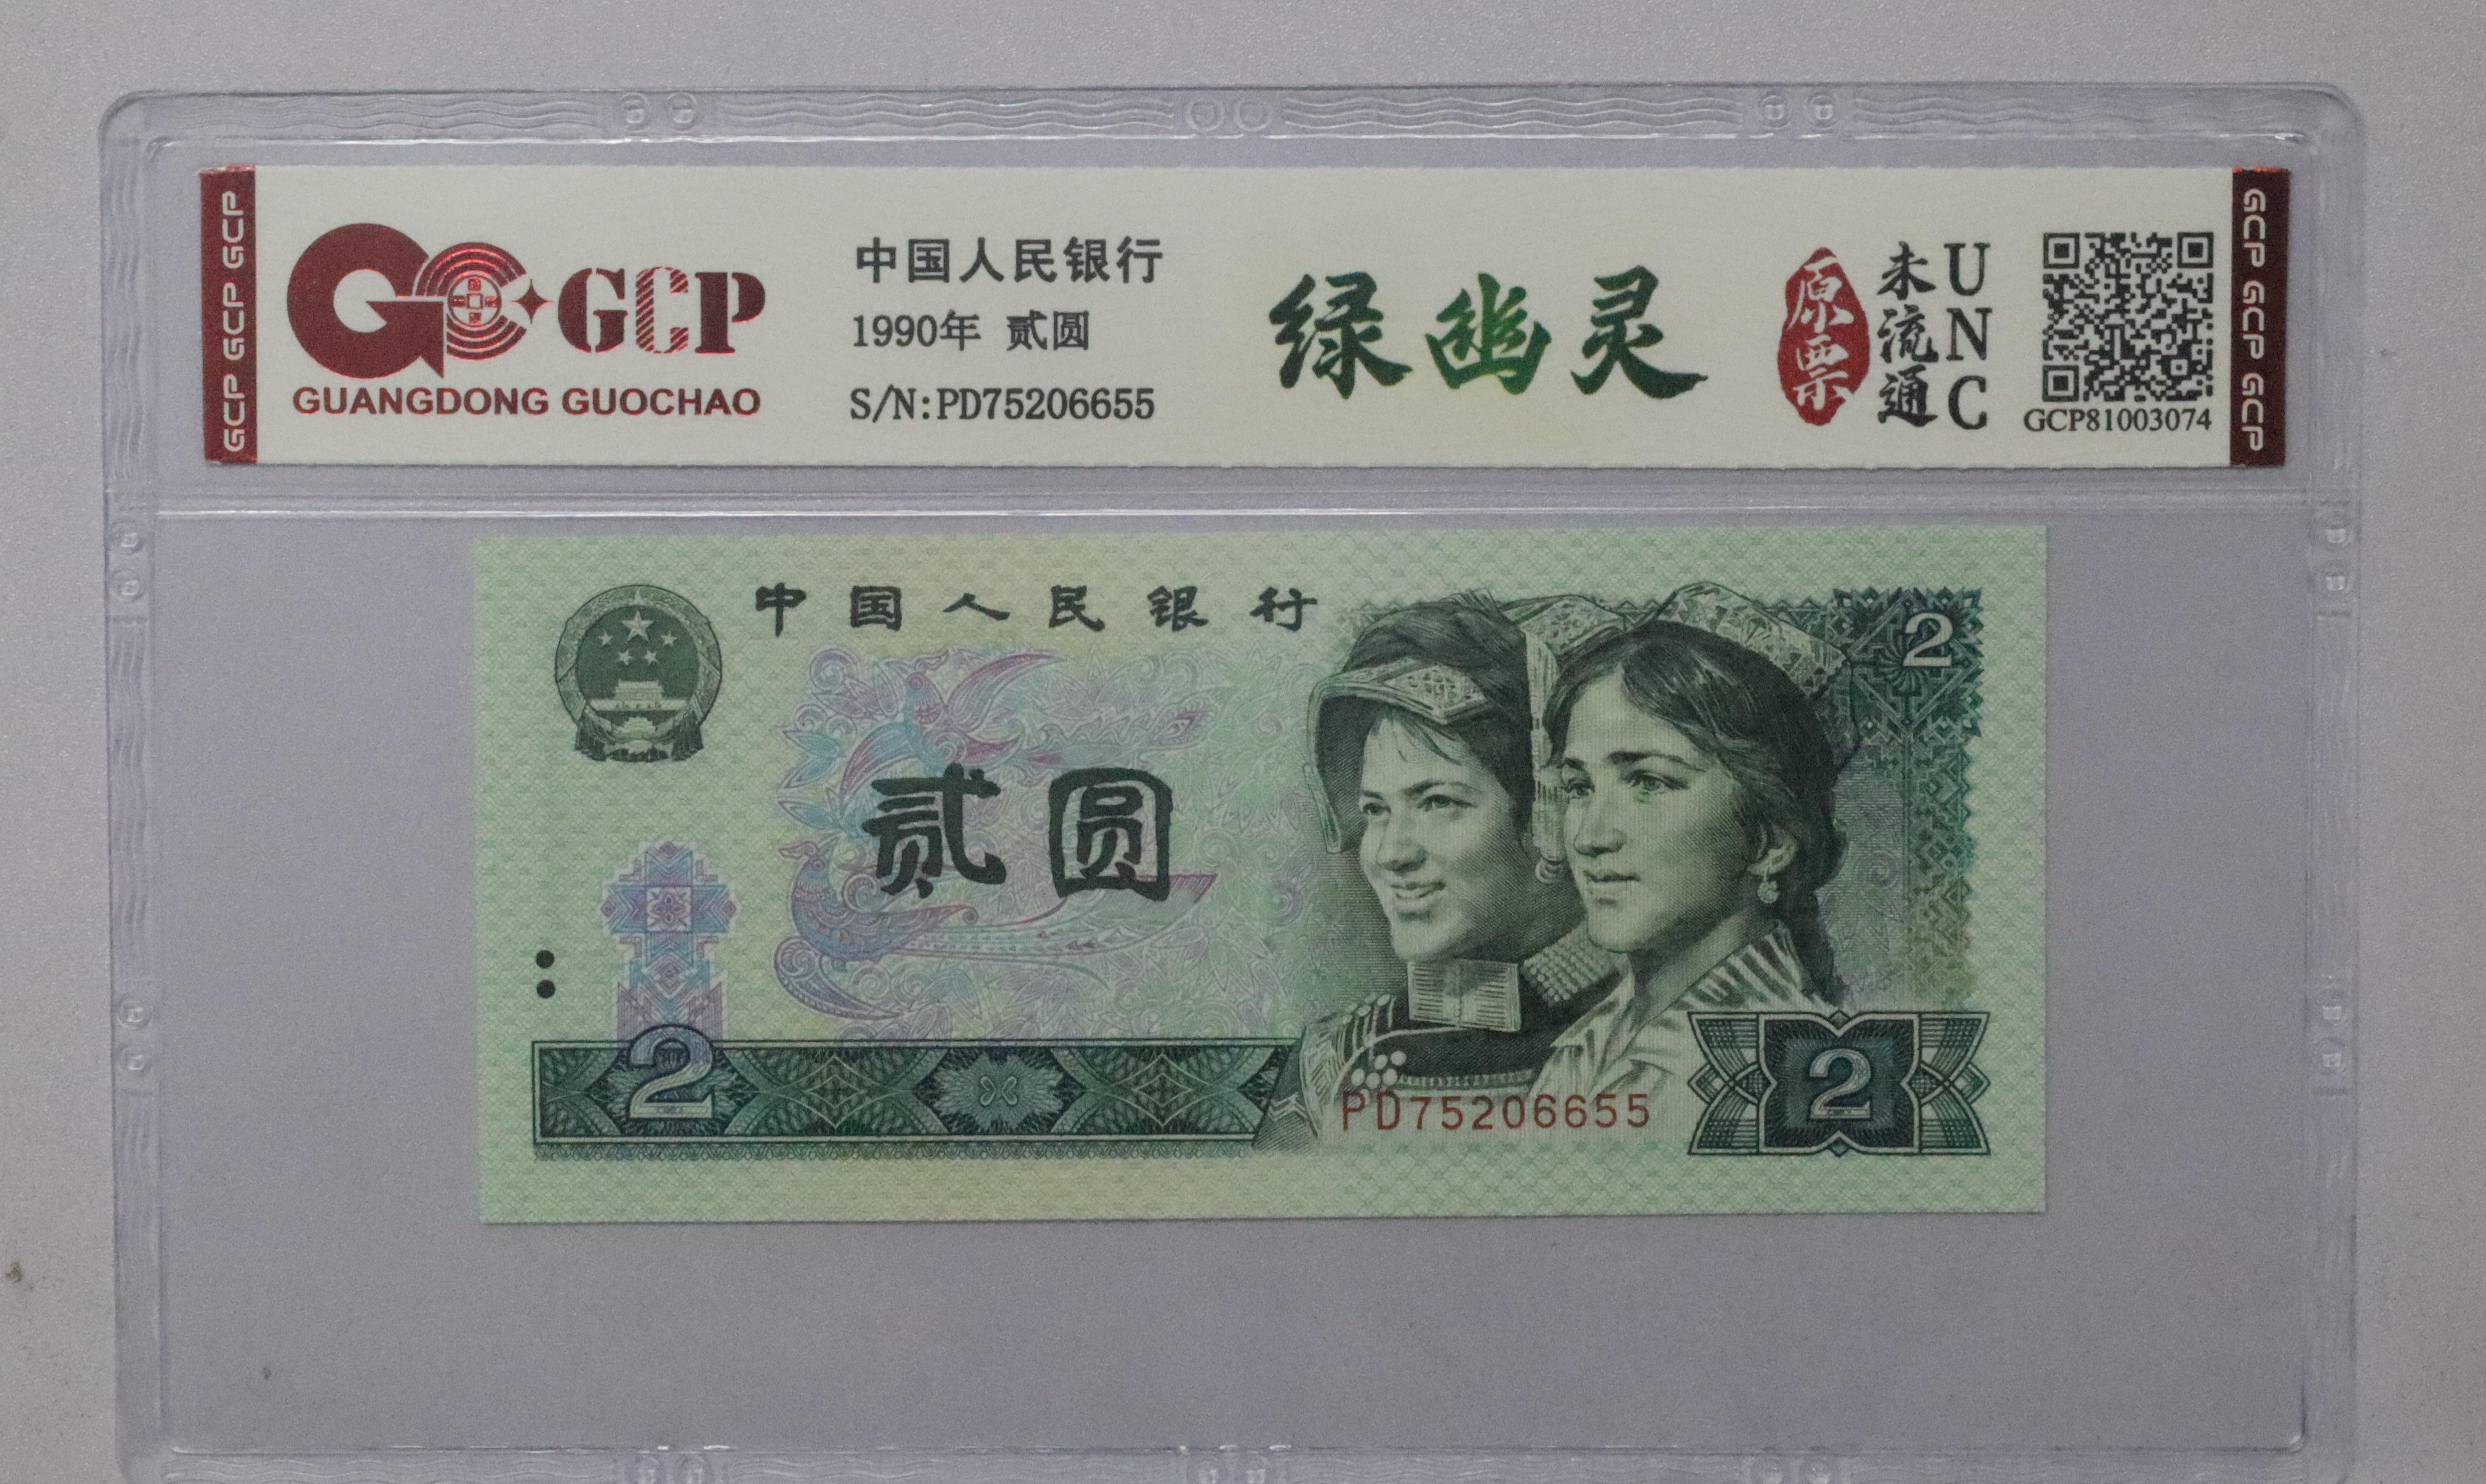 GCP GCP GCP
GCP
GUANGDONG GUOCHAO
中国人民银行
1990年 贰圆
S/N:PD75206655
绿幽灵
原票
未流通
UNC
GCP81003074
GCP GCP GCP
中国人民银行
2
贰圆
2
PD75206655
2